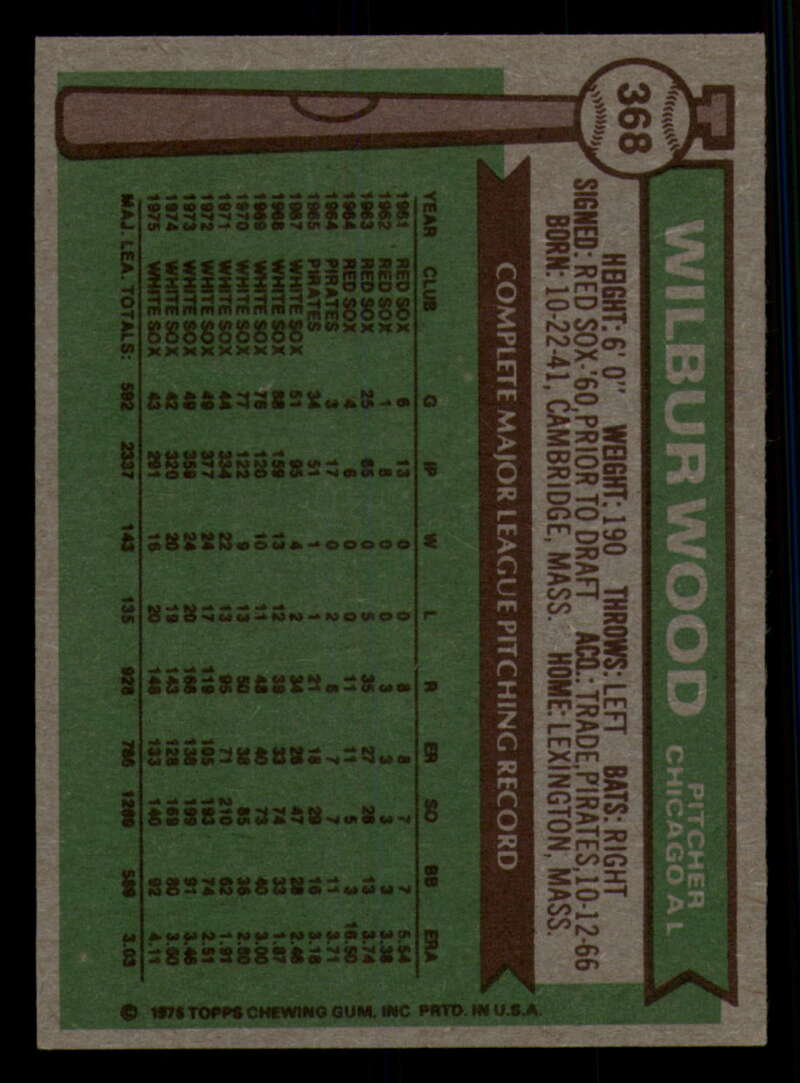 368
WILBUR WOOD
PITCHER
CHICAGO A L
HEIGHT: 6' 0" WEIGHT: 190 THROWS: LEFT BATS: RIGHT
SIGNED: RED SOX-'60, PRIOR TO DRAFT ACQ.: TRADE, PIRATES, 10-12-66
BORN: 10-22-41, CAMBRIDGE, MASS. HOME: LEXINGTON, MASS.
COMPLETE MAJOR LEAGUE PITCHING RECORD
YEAR CLUB G IP W L R ER SO BB ERA
1961 RED SOX 6 13 0 0 8 8 7 7 5.54
1962 RED SOX 1 8 0 0 3 3 3 3 3.38
1963 RED SOX 25 65 0 5 35 27 28 13 3.74
1964 RED SOX 4 6 0 0 11 11 5 3 16.50
1964 PIRATES 3 17 0 2 8 7 7 11 3.71
1965 PIRATES 34 51 1 1 21 18 29 16 3.18
1967 WHITE SOX 51 95 4 2 34 26 47 28 2.46
1968 WHITE SOX 88 159 13 12 39 33 74 33 1.87
1969 WHITE SOX 76 120 10 11 48 40 73 40 3.00
1970 WHITE SOX 77 122 9 13 50 38 85 36 2.80
1971 WHITE SOX 44 334 22 13 95 71 210 62 1.91
1972 WHITE SOX 49 377 24 17 119 105 193 74 2.51
1973 WHITE SOX 49 359 24 20 166 138 199 91 3.46
1974 WHITE SOX 42 320 20 19 143 128 169 80 3.60
1975 WHITE SOX 43 291 16 20 148 133 140 92 4.11
MAJ. LEA. TOTALS: 592 2337 143 135 928 786 1269 589 3.03
© 1976 TOPPS CHEWING GUM, INC PRTD. IN U.S.A.